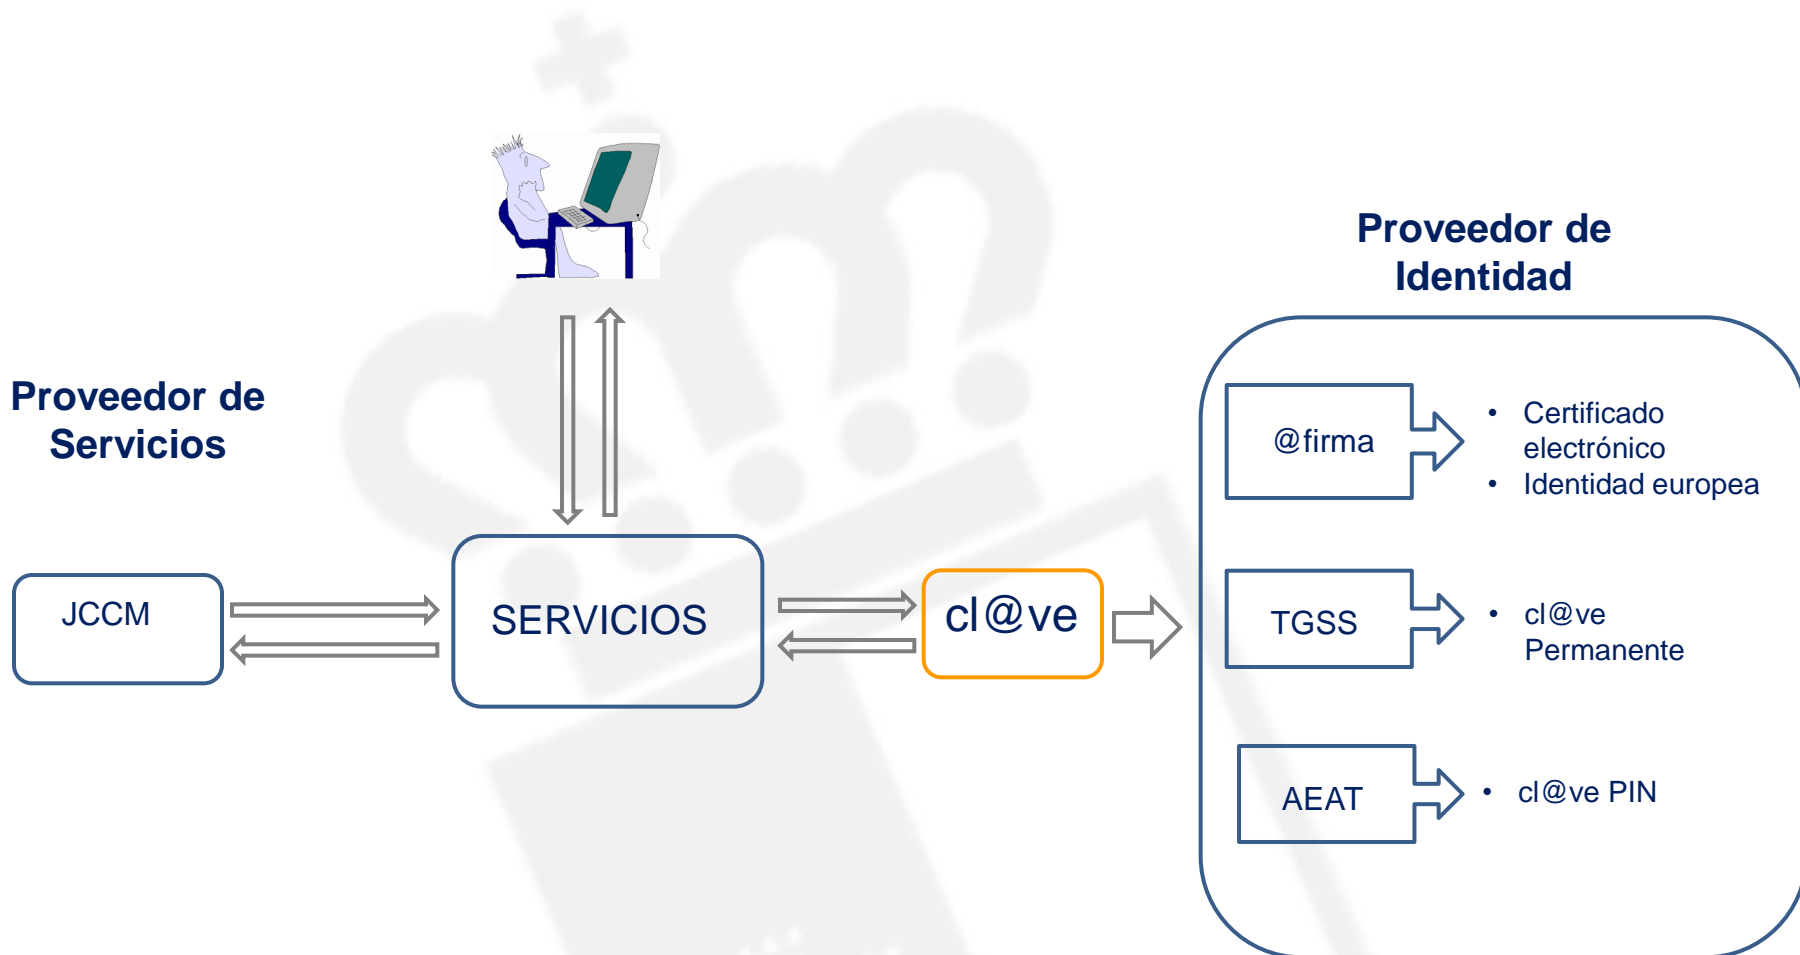 Proveedor de
Servicios
JCCM
SERVICIOS
cl@ve
Proveedor de
Identidad
@firma
• Certificado
electrónico
• Identidad europea
TGSS
• cl@ve
Permanente
AEAT
• cl@ve PIN